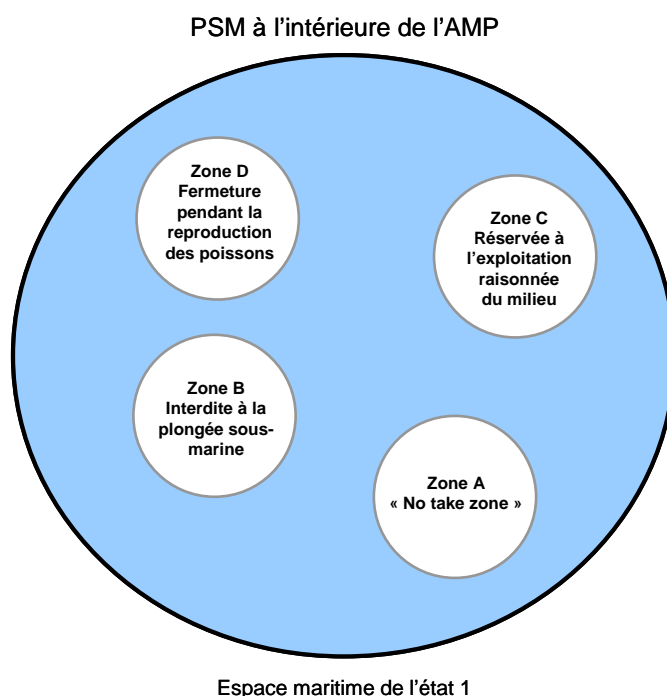 PSM à l’intérieure de l’AMP
Zone D
Fermeture
pendant la
reproduction
des poissons
Zone C
Réservée à
l’exploitation
raisonnée
du milieu
Zone B
Interdite à la
plongée sous-
marine
Zone A
« No take zone »
Espace maritime de l’état 1